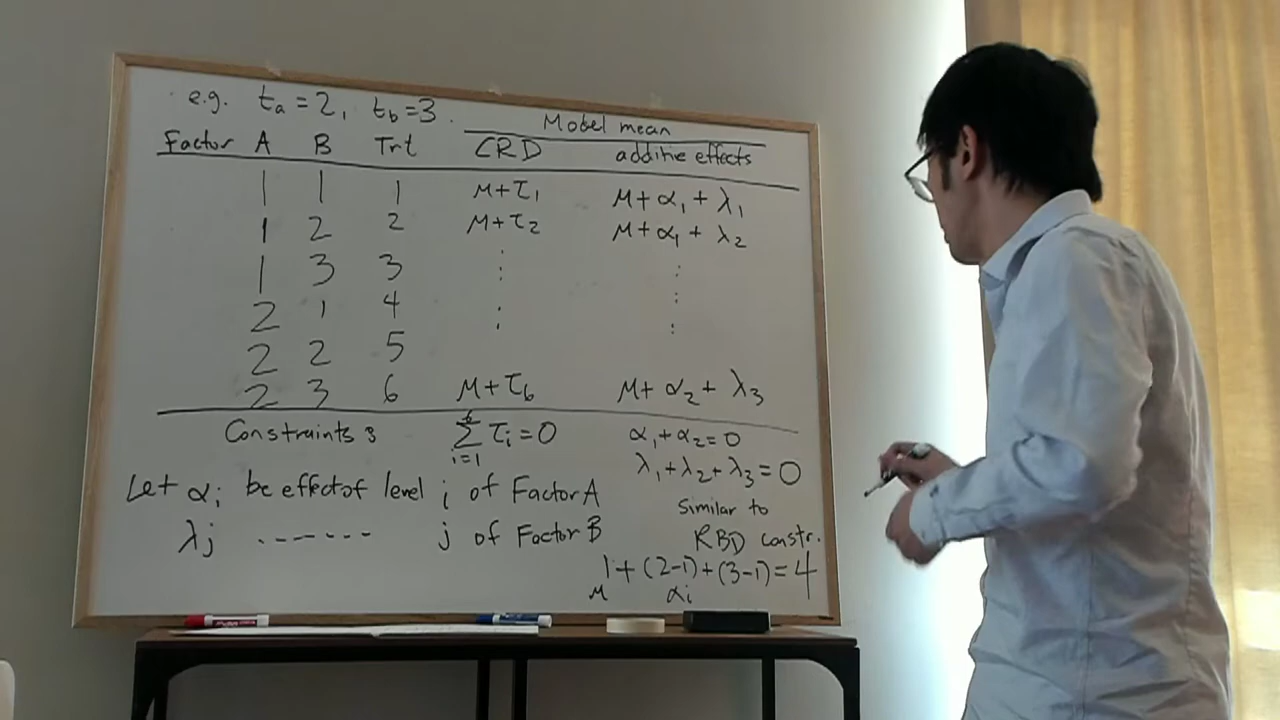 e.g. t_a = 2, t_b = 3.
Model mean
Factor A B Trt CRD additive effects
1 1 1 μ+τ₁ μ+α₁+λ₁
1 2 2 μ+τ₂ μ+α₁+λ₂
1 3 3 ⋮ ⋮
2 1 4
2 2 5
2 3 6 μ+τ₆ μ+α₂+λ₃
Constraints: ∑_{i=1}^{6} τᵢ=0 α₁+α₂=0
λ₁+λ₂+λ₃=0
Let αᵢ be effect of level i of Factor A
λⱼ ------- j of Factor B
Similar to
RBD constr.
1+(2-1)+(3-1)=4
μ αᵢ